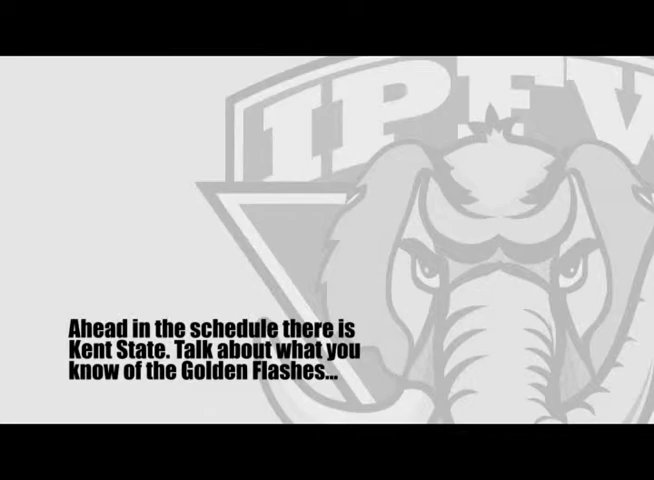 IPFW
Ahead in the schedule there is
Kent State. Talk about what you
know of the Golden Flashes...